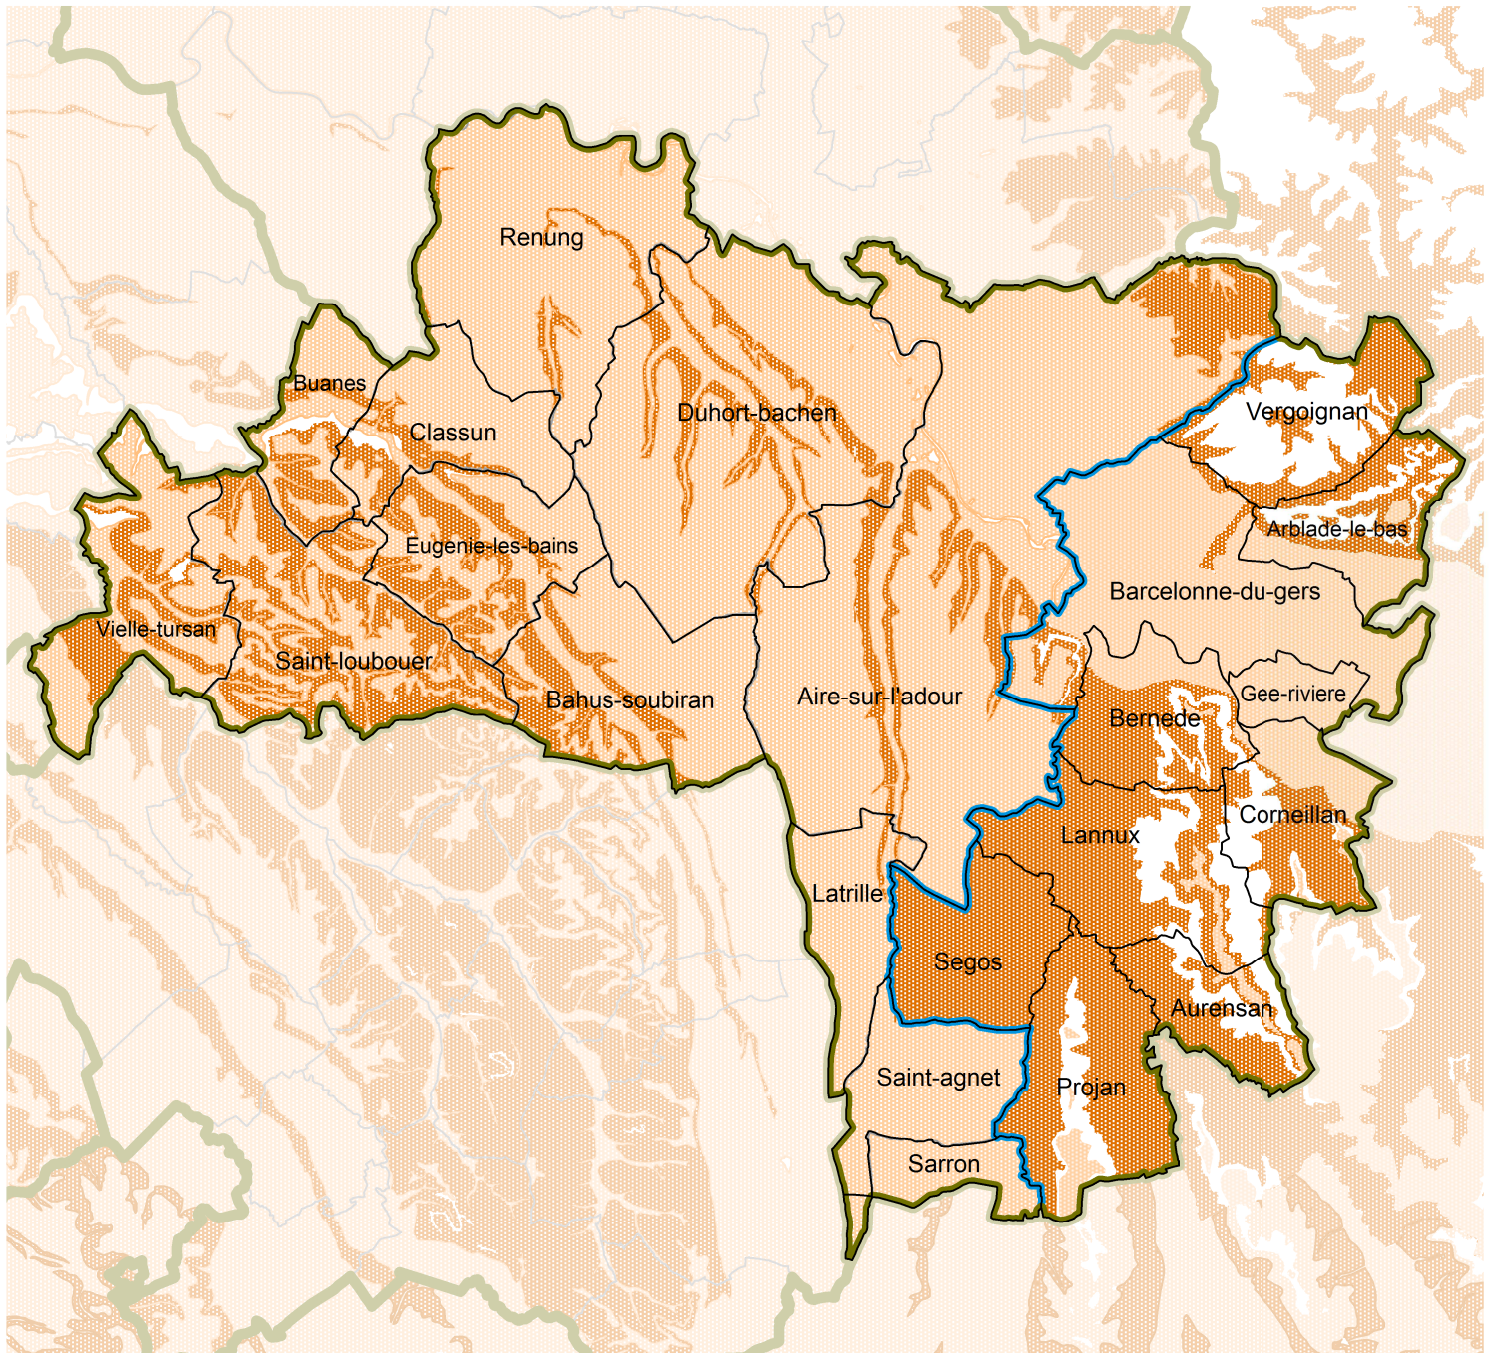 Renung
Buanes
Classun
Duhort-bachen
Vergoignan
Arblade-le-bas
Eugenie-les-bains
Barcelonne-du-gers
Vielle-tursan
Saint-loubouer
Bahus-soubiran
Aire-sur-l'adour
Gee-riviere
Bernede
Corneillan
Lannux
Latrille
Segos
Aurensan
Saint-agnet
Projan
Sarron